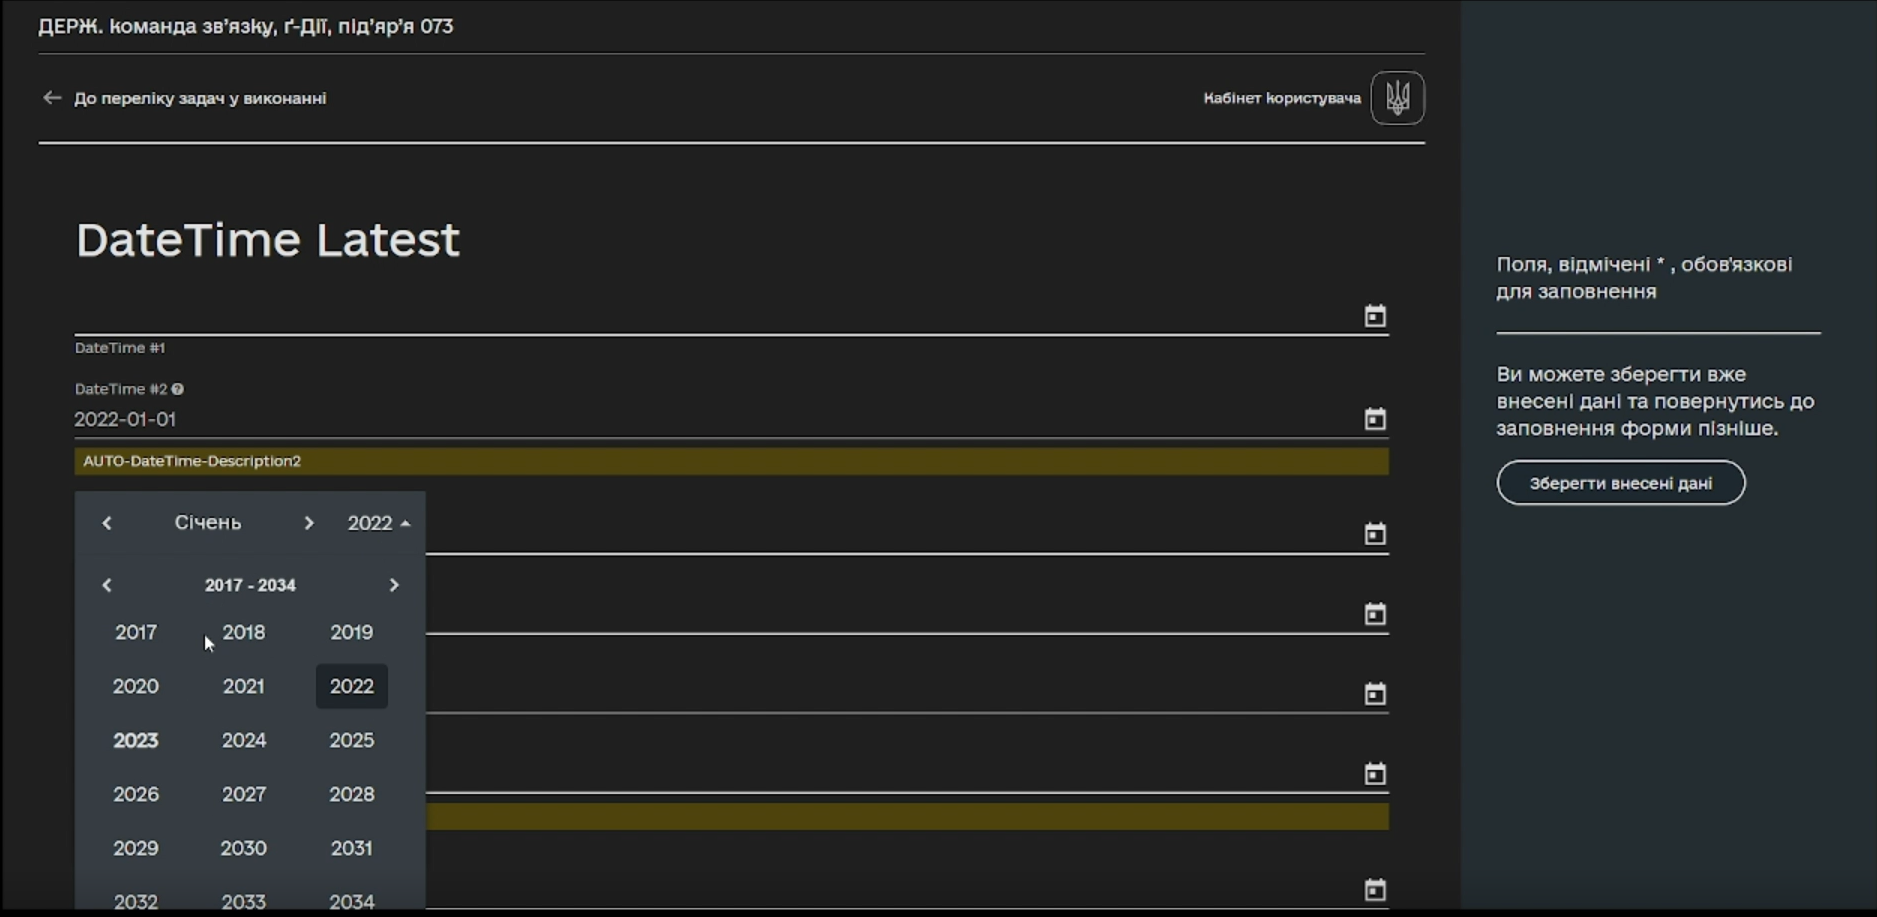 ДЕРЖ. команда зв’язку, ґ-Дії, під’яр’я 073
До переліку задач у виконанні
Кабінет користувача
DateTime Latest
DateTime #1
DateTime #2
2022-01-01
AUTO-DateTime-Description2
Січень 2022
2017 - 2034
2017 2018 2019
2020 2021 2022
2023 2024 2025
2026 2027 2028
2029 2030 2031
2032 2033 2034
Поля, відмічені * , обов'язкові
для заповнення
Ви можете зберегти вже
внесені дані та повернутись до
заповнення форми пізніше.
Зберегти внесені дані